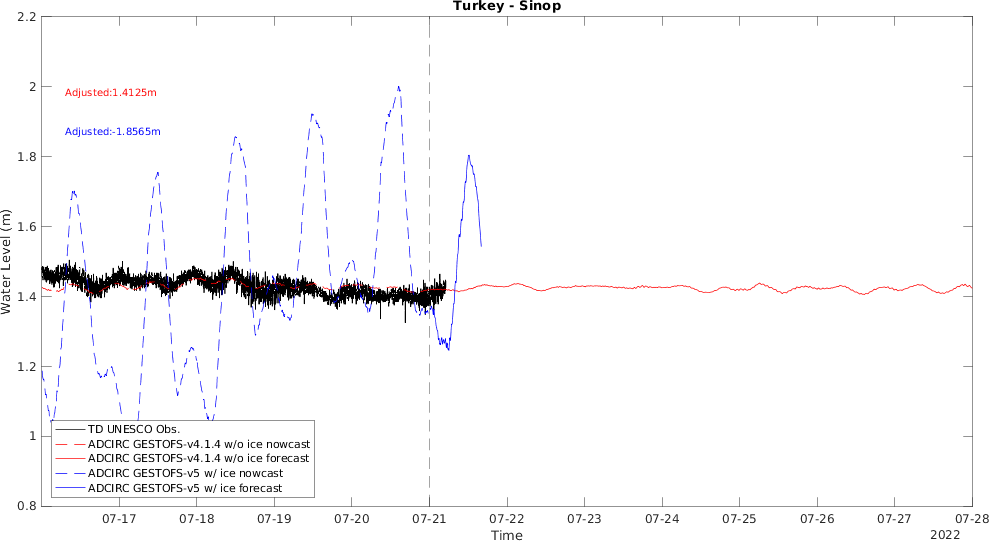 Turkey - Sinop
2.2
2
1.8
1.6
1.4
1.2
1
0.8
Water Level (m)
Adjusted:1.4125m
Adjusted:-1.8565m
TD UNESCO Obs.
ADCIRC GESTOFS-v4.1.4 w/o ice nowcast
ADCIRC GESTOFS-v4.1.4 w/o ice forecast
ADCIRC GESTOFS-v5 w/ ice nowcast
ADCIRC GESTOFS-v5 w/ ice forecast
07-17 07-18 07-19 07-20 07-21 07-22 07-23 07-24 07-25 07-26 07-27 07-28
Time
2022